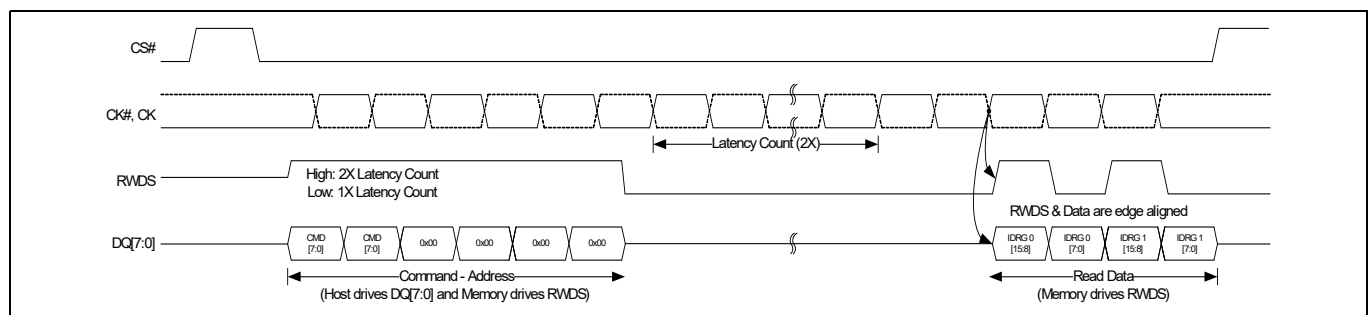 CS#
CK#, CK
Latency Count (2X)
High: 2X Latency Count
RWDS
Low: 1X Latency Count
RWDS & Data are edge aligned
DQ[7:0]
CMD [7:0]
CMD [7:0]
0x00
0x00
0x00
0x00
IDRG 0 [15:8]
IDRG 0 [7:0]
IDRG 1 [15:8]
IDRG 1 [7:0]
Command - Address
(Host drives DQ[7:0] and Memory drives RWDS)
Read Data
(Memory drives RWDS)